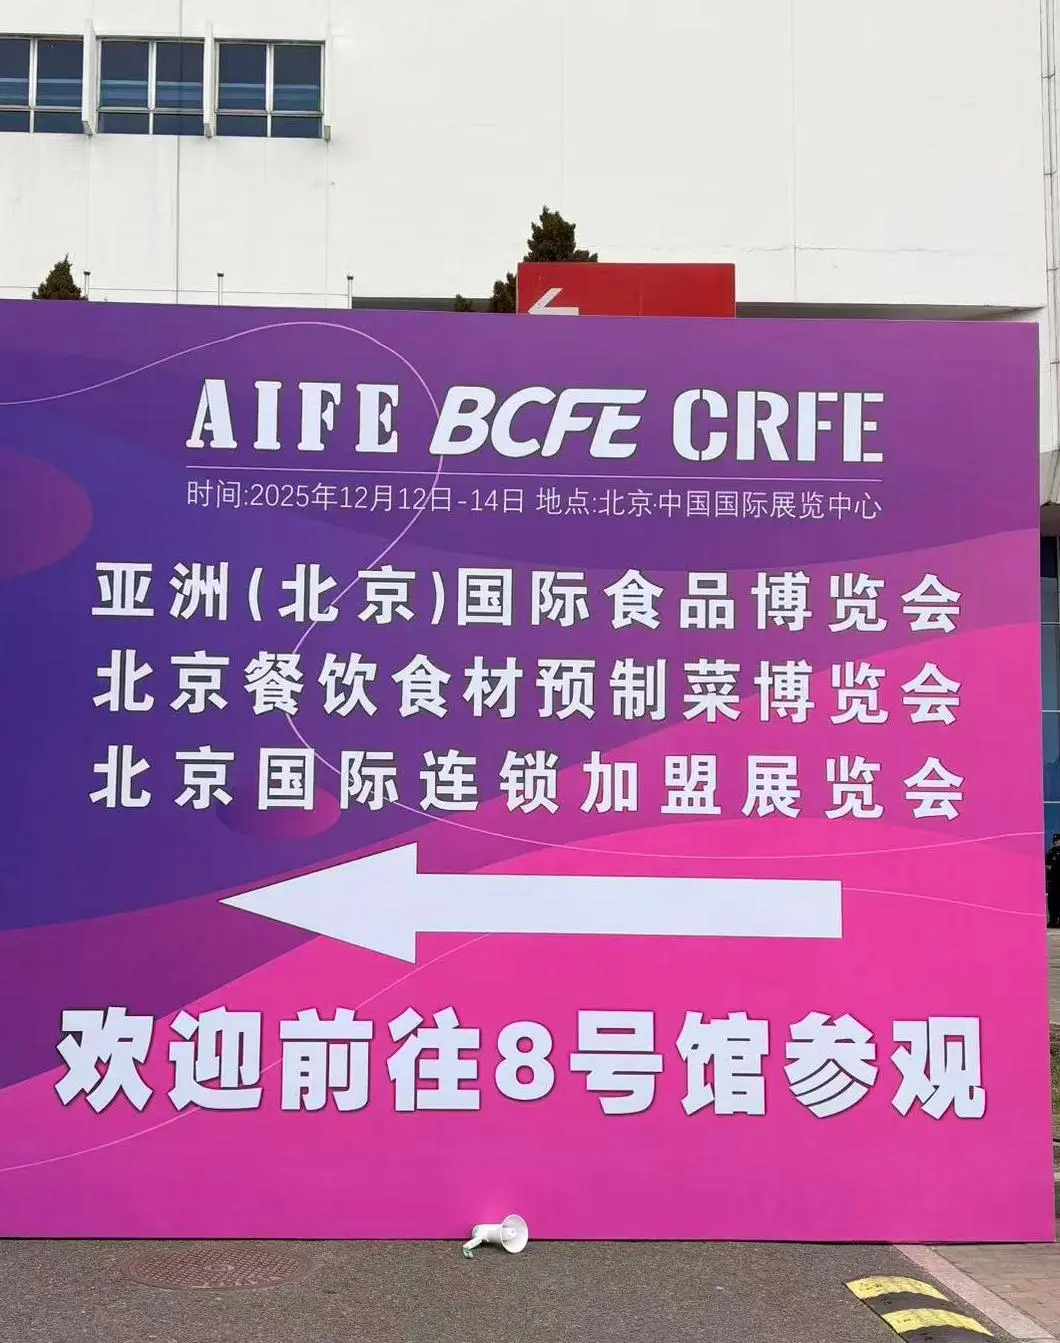 AIFE BCFE CRFE
时间:2025年12月12日-14日 地点:北京·中国国际展览中心
亚洲(北京)国际食品博览会
北京餐饮食材预制菜博览会
北京国际连锁加盟展览会
欢迎前往8号馆参观